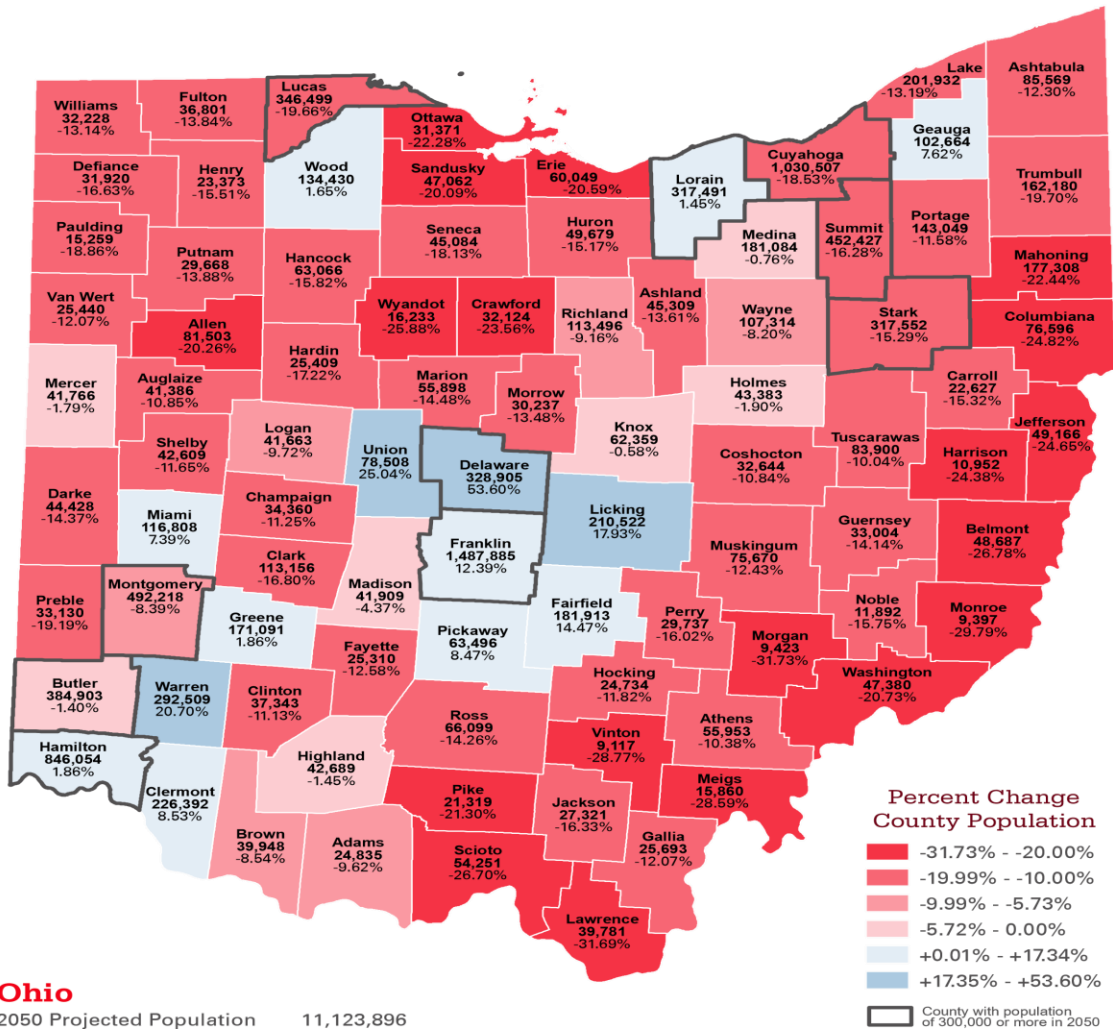 Williams
32,228
-13.14%
Fulton
36,801
-13.84%
Lucas
346,499
-19.66%
Ottawa
31,371
-22.28%
Lake
201,932
-13.19%
Ashtabula
85,569
-12.30%
Geauga
102,664
7.62%
Defiance
31,920
-16.63%
Henry
23,373
-15.51%
Wood
134,430
1.65%
Sandusky
47,062
-20.09%
Erie
60,049
-20.59%
Lorain
317,491
1.45%
Cuyahoga
1,030,507
-18.53%
Trumbull
162,180
-19.70%
Paulding
15,259
-18.86%
Putnam
29,668
-13.88%
Hancock
63,066
-15.82%
Seneca
45,084
-18.13%
Huron
49,679
-15.17%
Medina
181,084
-0.76%
Summit
452,427
-16.28%
Portage
143,049
-11.58%
Mahoning
177,308
-22.44%
Van Wert
25,440
-12.07%
Allen
81,503
-20.26%
Wyandot
16,233
-25.88%
Crawford
32,124
-23.56%
Richland
113,496
-9.16%
Ashland
45,309
-13.61%
Wayne
107,314
-8.20%
Stark
317,552
-15.29%
Columbiana
76,596
-24.82%
Hardin
25,409
-17.22%
Mercer
41,766
-1.79%
Auglaize
41,386
-10.85%
Marion
55,898
-14.48%
Morrow
30,237
-13.48%
Holmes
43,383
-1.90%
Carroll
22,627
-15.32%
Jefferson
49,166
-24.65%
Shelby
42,609
-11.65%
Logan
41,663
-9.72%
Union
78,508
25.04%
Delaware
328,905
53.60%
Knox
62,359
-0.58%
Coshocton
32,644
-10.84%
Tuscarawas
83,900
-10.04%
Harrison
10,952
-24.38%
Darke
44,428
-14.37%
Miami
116,808
7.39%
Champaign
34,360
-11.25%
Licking
210,522
17.93%
Guernsey
33,004
-14.14%
Belmont
48,687
-26.78%
Clark
113,156
-16.80%
Franklin
1,487,885
12.39%
Muskingum
75,670
-12.43%
Preble
33,130
-19.19%
Montgomery
492,218
-8.39%
Madison
41,909
-4.37%
Greene
171,091
1.86%
Pickaway
63,496
8.47%
Fairfield
181,913
14.47%
Perry
29,737
-16.02%
Noble
11,892
-15.75%
Monroe
9,397
-29.79%
Morgan
9,423
-31.73%
Fayette
25,310
-12.58%
Washington
47,380
-20.73%
Butler
384,903
-1.40%
Warren
292,509
20.70%
Clinton
37,343
-11.13%
Hocking
24,734
-11.82%
Ross
66,099
-14.26%
Athens
55,953
-10.38%
Hamilton
846,054
1.86%
Highland
42,689
-1.45%
Vinton
9,117
-28.77%
Clermont
226,392
8.53%
Pike
21,319
-21.30%
Jackson
27,321
-16.33%
Meigs
15,860
-28.59%
Brown
39,948
-8.54%
Adams
24,835
-9.62%
Scioto
54,251
-26.70%
Gallia
25,693
-12.07%
Lawrence
39,781
-31.69%
Percent Change
County Population
-31.73% - -20.00%
-19.99% - -10.00%
-9.99% - -5.73%
-5.72% - 0.00%
+0.01% - +17.34%
+17.35% - +53.60%
County with population
of 300,000 or more in 2050
Ohio
2050 Projected Population 11,123,896